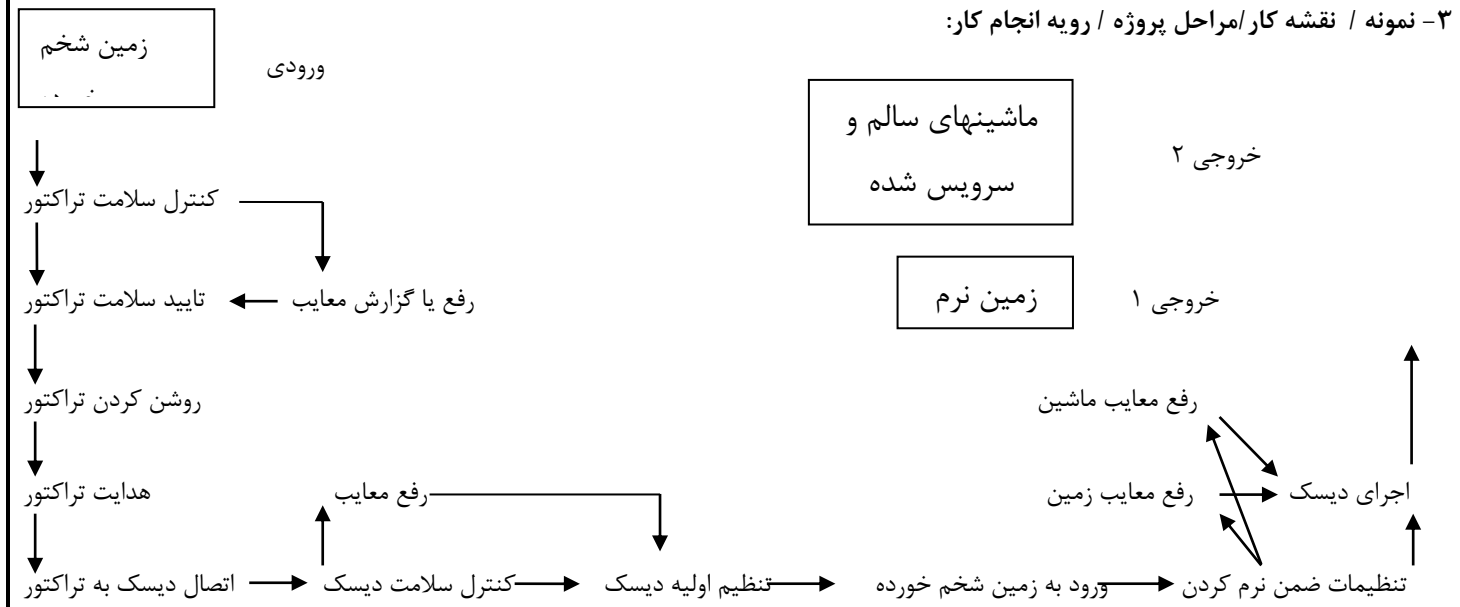 ۳- نمونه / نقشه کار/مراحل پروژه / رویه انجام کار:
زمین شخم
ورودی
ماشینهای سالم و
سرویس شده
خروجی ۲
کنترل سلامت تراکتور
زمین نرم
خروجی ۱
رفع یا گزارش معایب
تایید سلامت تراکتور
روشن کردن تراکتور
رفع معایب ماشین
هدایت تراکتور
رفع معایب
رفع معایب زمین
اجرای دیسک
اتصال دیسک به تراکتور
کنترل سلامت دیسک
تنظیم اولیه دیسک
ورود به زمین شخم خورده
تنظیمات ضمن نرم کردن